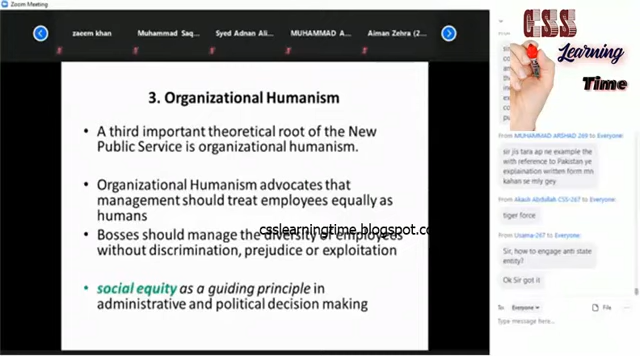 Zoom Meeting
zaeem khan
Muhammad Saq...
Syed Adnan Ali...
MUHAMMAD A...
Aiman Zehra (2...
CSS
Learning
Time
3. Organizational Humanism
• A third important theoretical root of the New
Public Service is organizational humanism.
• Organizational Humanism advocates that
management should treat employees equally as
humans
• Bosses should manage the diversity of employees
without discrimination, prejudice or exploitation
csslearningtime.blogspot.co
• social equity as a guiding principle in
administrative and political decision making
From MUHAMMAD ARSHAD 269 to Everyone:
sir jis tara ap ne example the
with reference to Pakistan ye
explaination written form mn
kahan se mly gey
Abdullah CSS-267 to Everyone:
tiger force
From Usama-267 to Everyone:
Sir, how to engage anti state
entity?
Ok Sir got it
To: Everyone
File
Type message here...